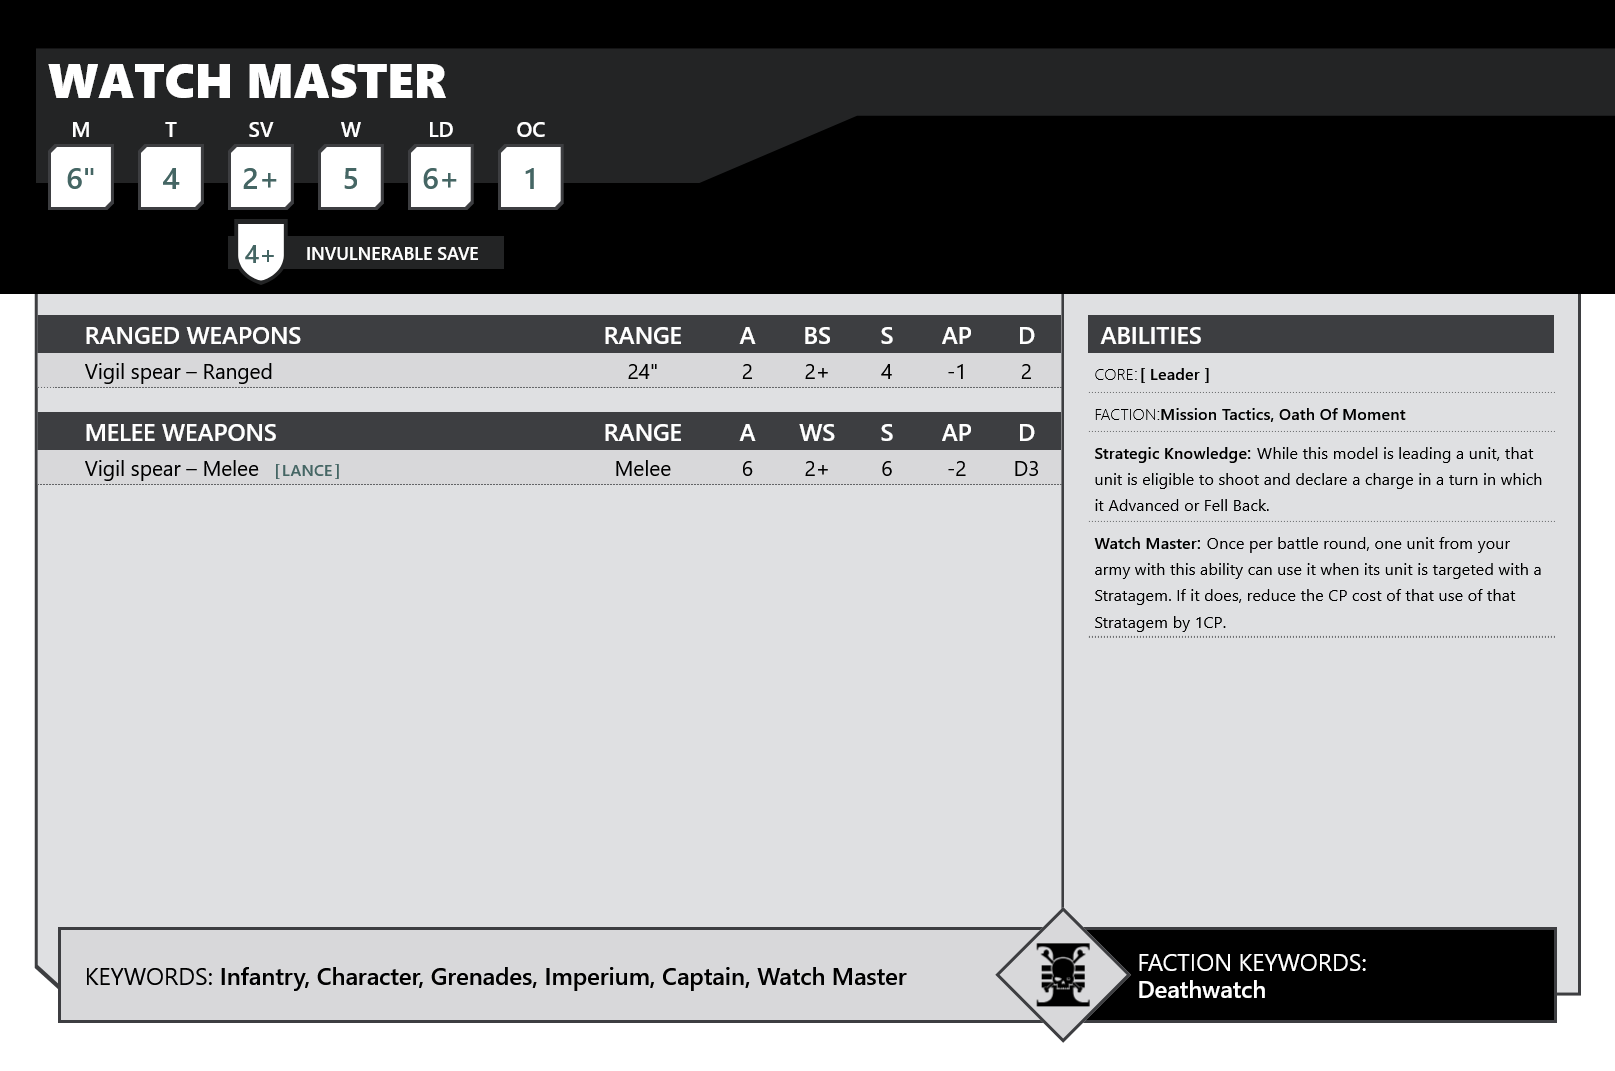 WATCH MASTER
M T SV W LD OC
6" 4 2+ 5 6+ 1
4+ INVULNERABLE SAVE
RANGED WEAPONS RANGE A BS S AP D
Vigil spear – Ranged 24" 2 2+ 4 -1 2
MELEE WEAPONS RANGE A WS S AP D
Vigil spear – Melee [LANCE] Melee 6 2+ 6 -2 D3
ABILITIES
CORE: [ Leader ]
FACTION: Mission Tactics, Oath Of Moment
Strategic Knowledge: While this model is leading a unit, that
unit is eligible to shoot and declare a charge in a turn in which
it Advanced or Fell Back.
Watch Master: Once per battle round, one unit from your
army with this ability can use it when its unit is targeted with a
Stratagem. If it does, reduce the CP cost of that use of that
Stratagem by 1CP.
KEYWORDS: Infantry, Character, Grenades, Imperium, Captain, Watch Master
FACTION KEYWORDS:
Deathwatch